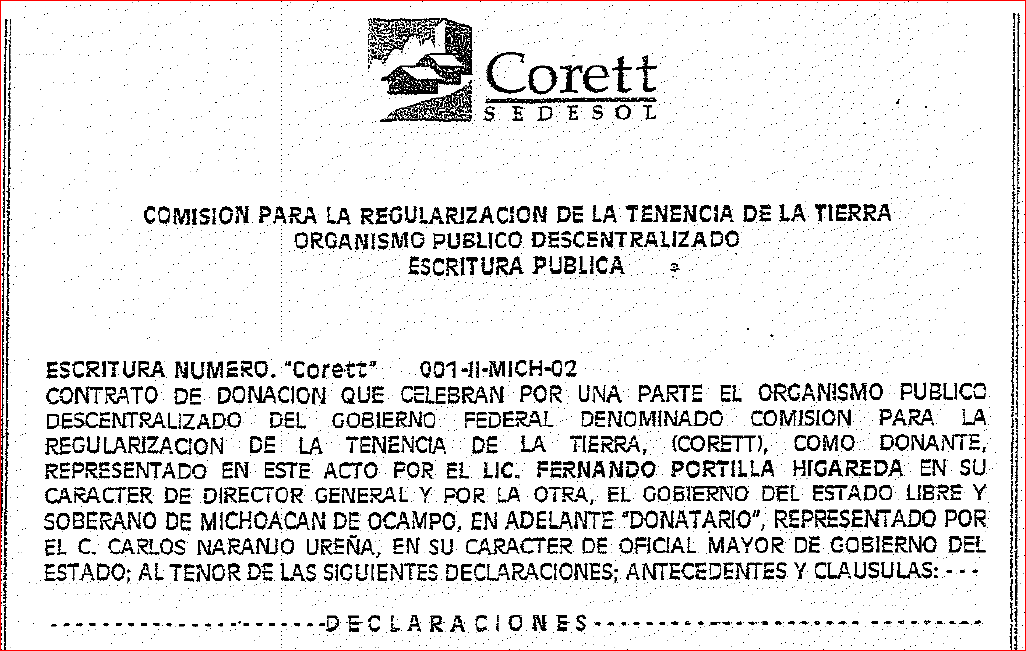 Corett
SEDESOL
COMISION PARA LA REGULARIZACION DE LA TENENCIA DE LA TIERRA
ORGANISMO PUBLICO DESCENTRALIZADO
ESCRITURA PUBLICA
ESCRITURA NUMERO. "Corett" 001-II-MICH-02
CONTRATO DE DONACION QUE CELEBRAN POR UNA PARTE EL ORGANISMO PUBLICO
DESCENTRALIZADO DEL GOBIERNO FEDERAL DENOMINADO COMISION PARA LA
REGULARIZACION DE LA TENENCIA DE LA TIERRA, (CORETT), COMO DONANTE,
REPRESENTADO EN ESTE ACTO POR EL LIC. FERNANDO PORTILLA HIGAREDA EN SU
CARACTER DE DIRECTOR GENERAL Y POR LA OTRA, EL GOBIERNO DEL ESTADO LIBRE Y
SOBERANO DE MICHOACAN DE OCAMPO, EN ADELANTE "DONATARIO", REPRESENTADO POR
EL C. CARLOS NARANJO UREÑA, EN SU CARACTER DE OFICIAL MAYOR DE GOBIERNO DEL
ESTADO; AL TENOR DE LAS SIGUIENTES DECLARACIONES; ANTECEDENTES Y CLAUSULAS: - - -
- - - - - - - - - - - - - - - - - - - - - - D E C L A R A C I O N E S - - - - - - - - - - - - - - - - - - - - - - - - - - - - - -